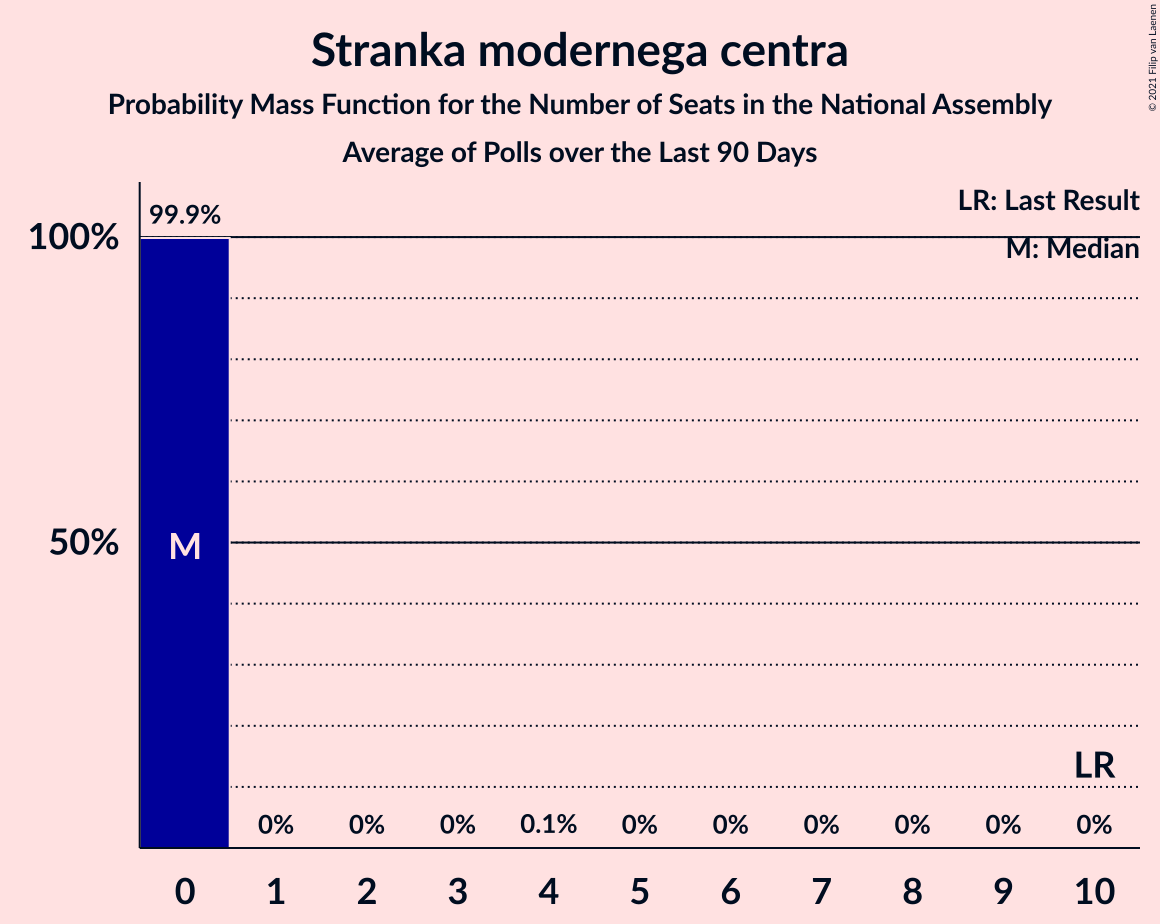 Stranka modernega centra
Probability Mass Function for the Number of Seats in the National Assembly
Average of Polls over the Last 90 Days
© 2021 Filip van Laenen
LR: Last Result
M: Median
99.9%
100%
50%
M
LR
0% 0% 0% 0.1% 0% 0% 0% 0% 0% 0%
0 1 2 3 4 5 6 7 8 9 10